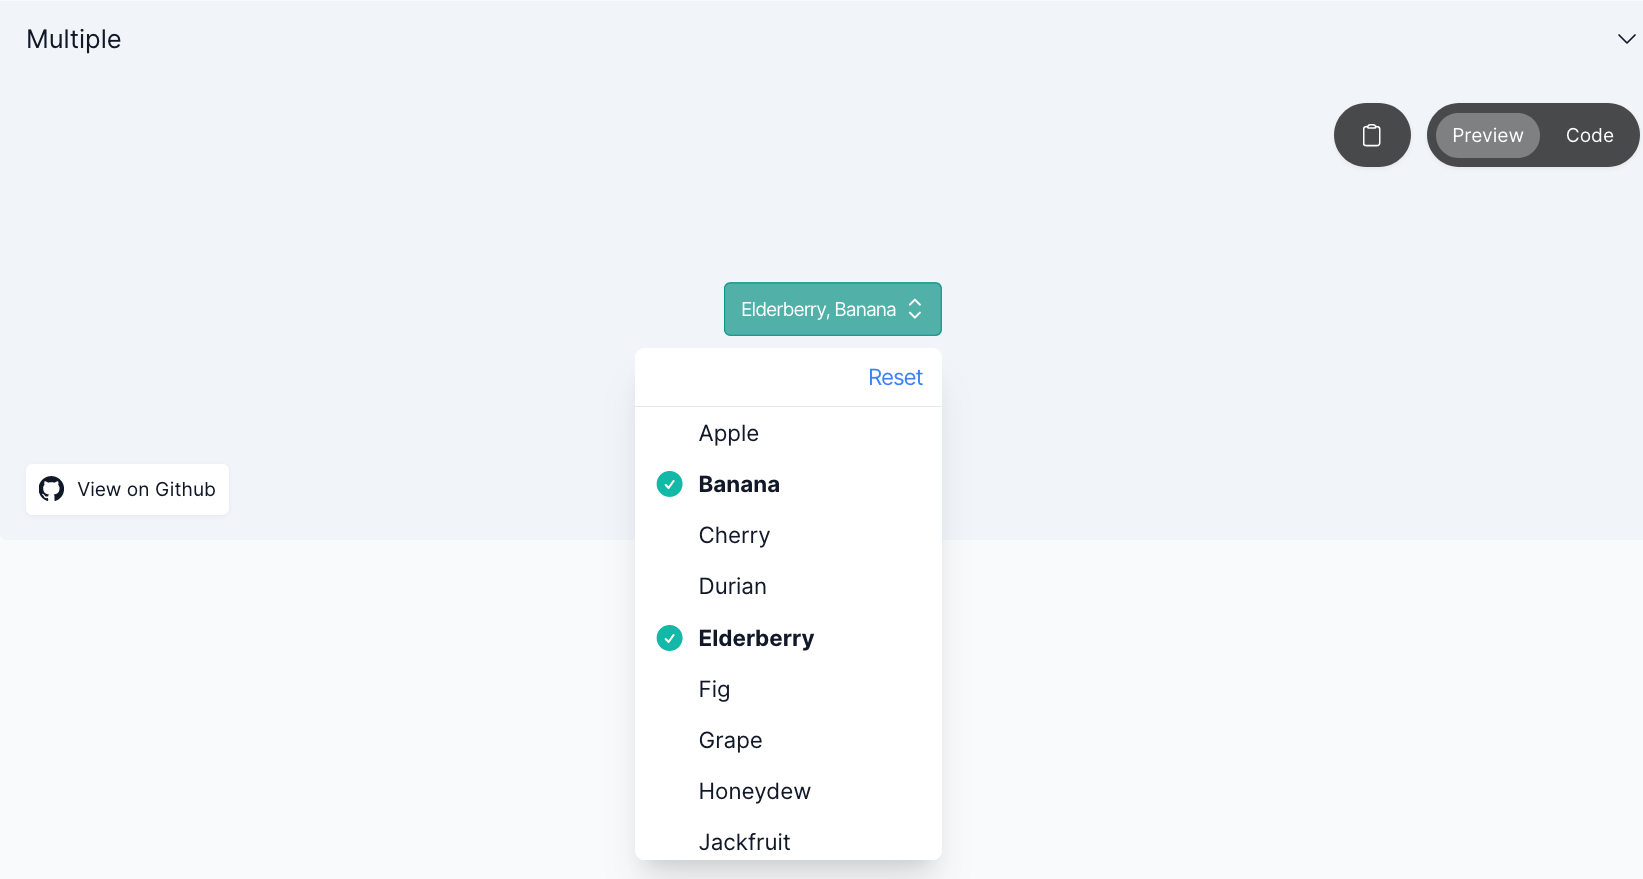 Multiple
Preview
Code
Elderberry, Banana
Reset
Apple
Banana
Cherry
Durian
Elderberry
Fig
Grape
Honeydew
Jackfruit
View on Github